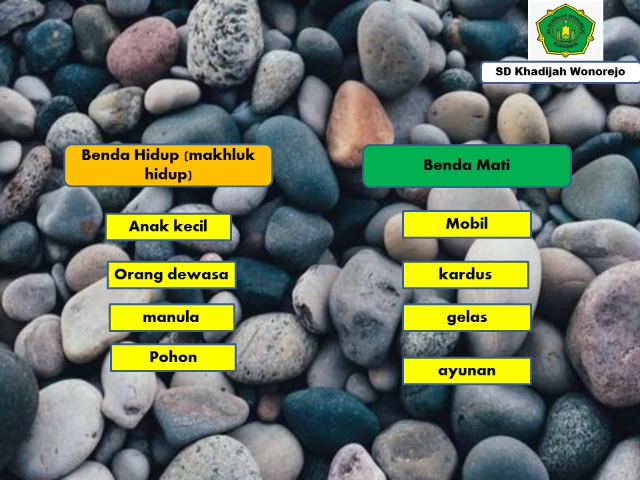 SD Khadijah Wonorejo
Benda Hidup (makhluk
hidup)
Benda Mati
Anak kecil
Orang dewasa
manula
Pohon
Mobil
kardus
gelas
ayunan